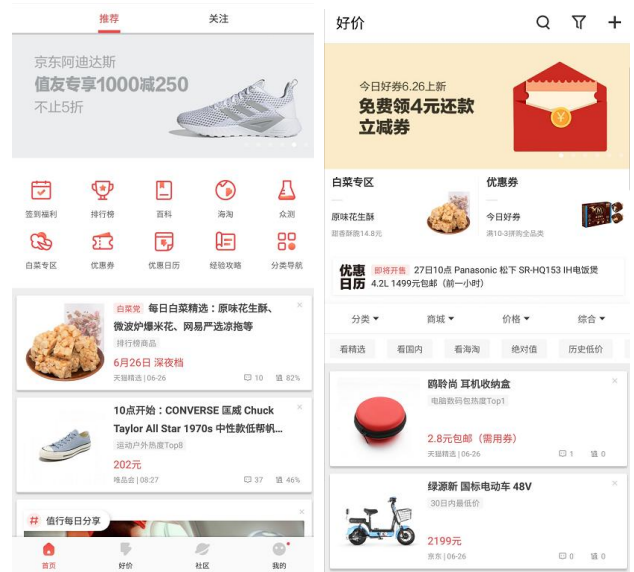 推荐
关注
京东阿迪达斯
值友专享1000减250
不止5折
签到福利
排行榜
百科
海淘
众测
白菜专区
优惠券
优惠日历
经验攻略
分类导航
白菜党 每日白菜精选：原味花生酥、
微波炉爆米花、网易严选凉拖等
排行榜商品
6月26日 深夜档
天猫精选 | 06-26
10
82%
10点开始：CONVERSE 匡威 Chuck
Taylor All Star 1970s 中性款低帮帆...
运动户外热度Top8
202元
唯品会 | 08:27
37
46%
# 值行每日分享
首页
好价
社区
我的
好价
今日好券6.26上新
免费领4元还款
立减券
白菜专区
原味花生酥
甜香酥脆14.8元
优惠券
今日好券
满10-3拼购全品类
优惠
日历
即将开售 27日10点 Panasonic 松下 SR-HQ153 IH电饭煲
4.2L 1499元包邮（前一小时）
分类
商城
价格
综合
看精选
看国内
看海淘
绝对值
历史低价
鸥聆尚 耳机收纳盒
电脑数码包热度Top1
2.8元包邮（需用券）
天猫精选 | 06-26
1
0
绿源新 国标电动车 48V
30日内最低价
2199元
京东 | 06-26
0
0